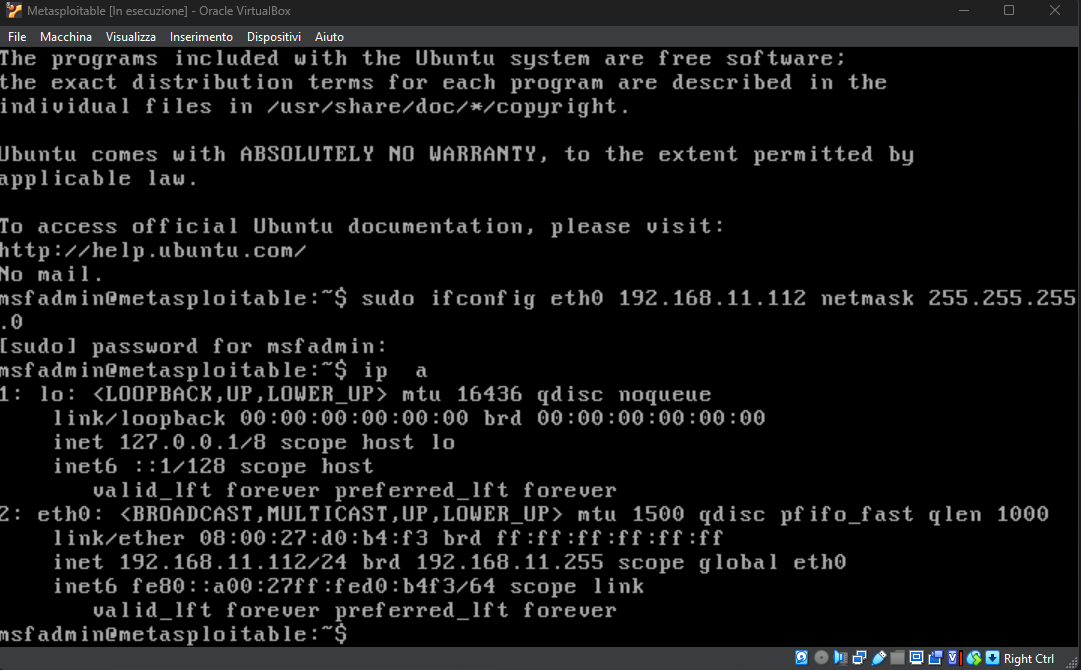 Metasploitable [In esecuzione] - Oracle VirtualBox
File Macchina Visualizza Inserimento Dispositivi Aiuto
The programs included with the Ubuntu system are free software;
the exact distribution terms for each program are described in the
individual files in /usr/share/doc/*/copyright.
Ubuntu comes with ABSOLUTELY NO WARRANTY, to the extent permitted by
applicable law.
To access official Ubuntu documentation, please visit:
http://help.ubuntu.com/
No mail.
msfadmin@metasploitable:~$ sudo ifconfig eth0 192.168.11.112 netmask 255.255.255
.0
[sudo] password for msfadmin:
msfadmin@metasploitable:~$ ip  a
1: lo: <LOOPBACK,UP,LOWER_UP> mtu 16436 qdisc noqueue
    link/loopback 00:00:00:00:00:00 brd 00:00:00:00:00:00
    inet 127.0.0.1/8 scope host lo
    inet6 ::1/128 scope host
       valid_lft forever preferred_lft forever
2: eth0: <BROADCAST,MULTICAST,UP,LOWER_UP> mtu 1500 qdisc pfifo_fast qlen 1000
    link/ether 08:00:27:d0:b4:f3 brd ff:ff:ff:ff:ff:ff
    inet 192.168.11.112/24 brd 192.168.11.255 scope global eth0
    inet6 fe80::a00:27ff:fed0:b4f3/64 scope link
       valid_lft forever preferred_lft forever
msfadmin@metasploitable:~$
Right Ctrl